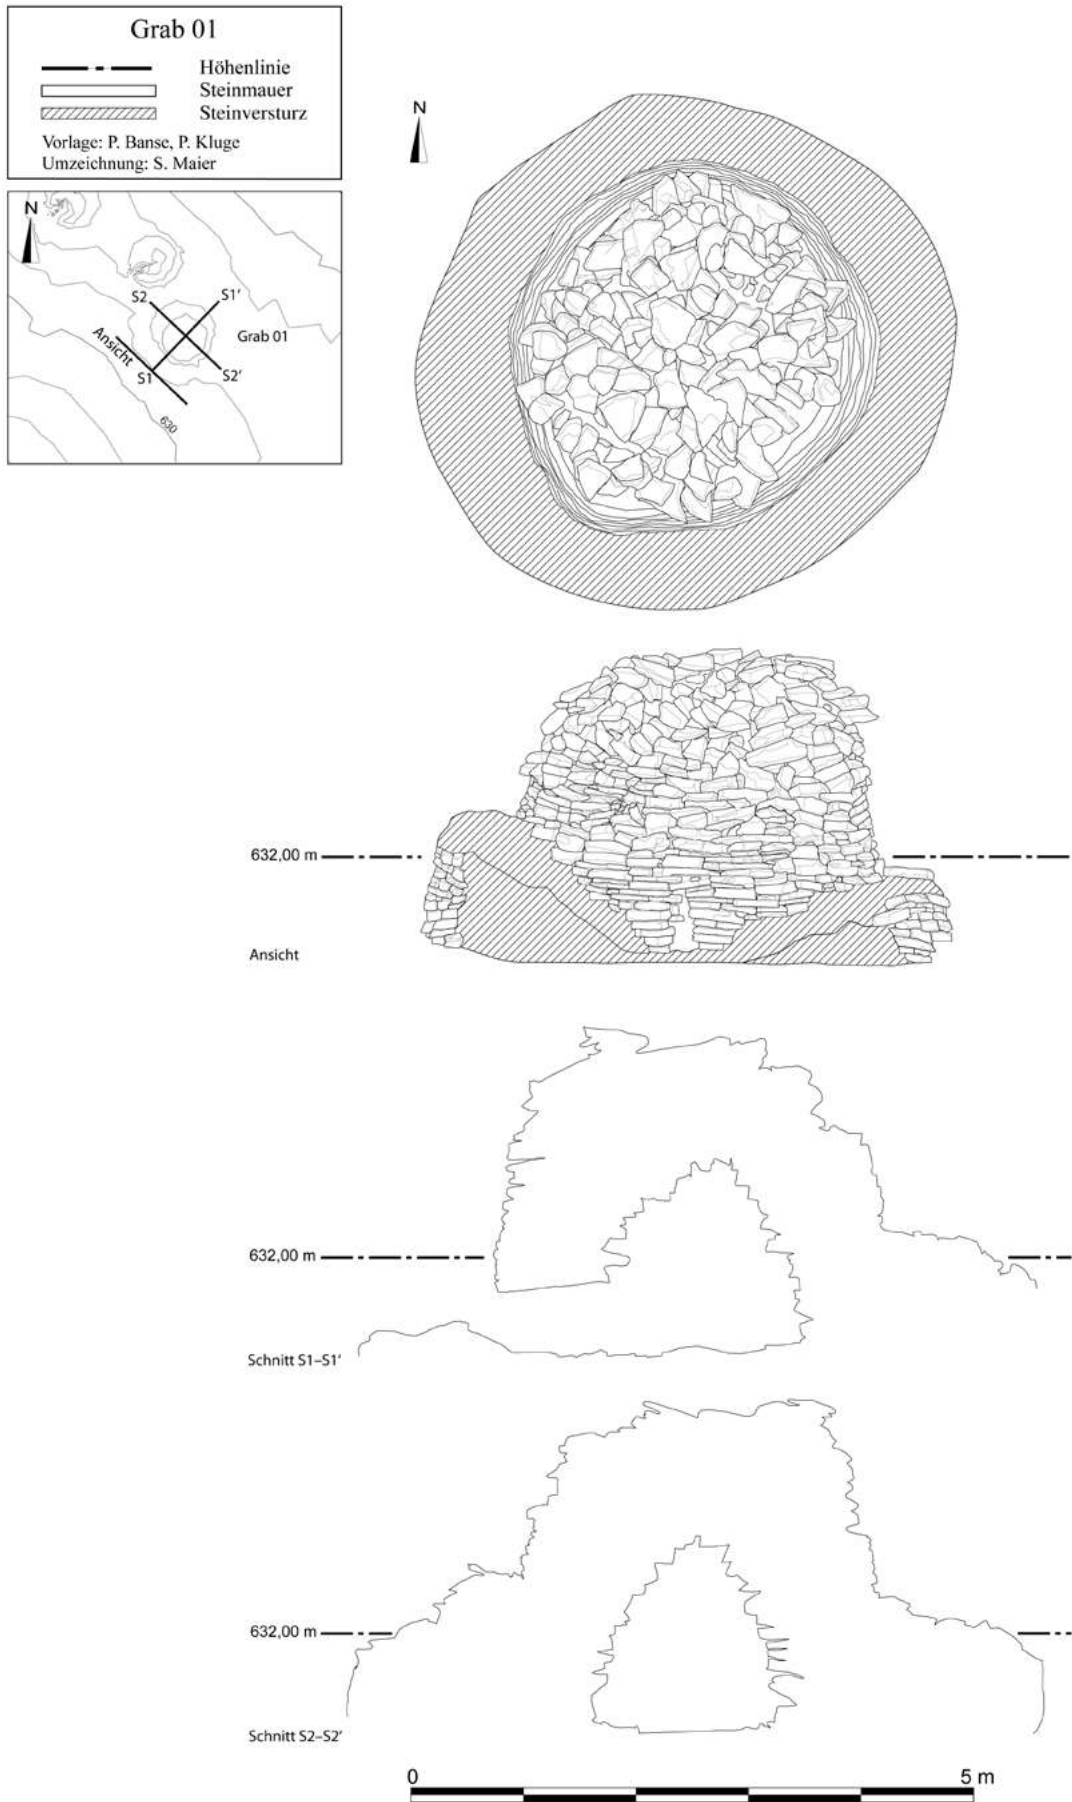 Grab 01
Höhenlinie
Steinmauer
Steinversturz
Vorlage: P. Banse, P. Kluge
Umzeichnung: S. Maier
N
N
S2
S1'
Ansicht
Grab 01
S1
S2'
630
632,00 m
Ansicht
632,00 m
Schnitt S1–S1'
632,00 m
Schnitt S2–S2'
0
5 m